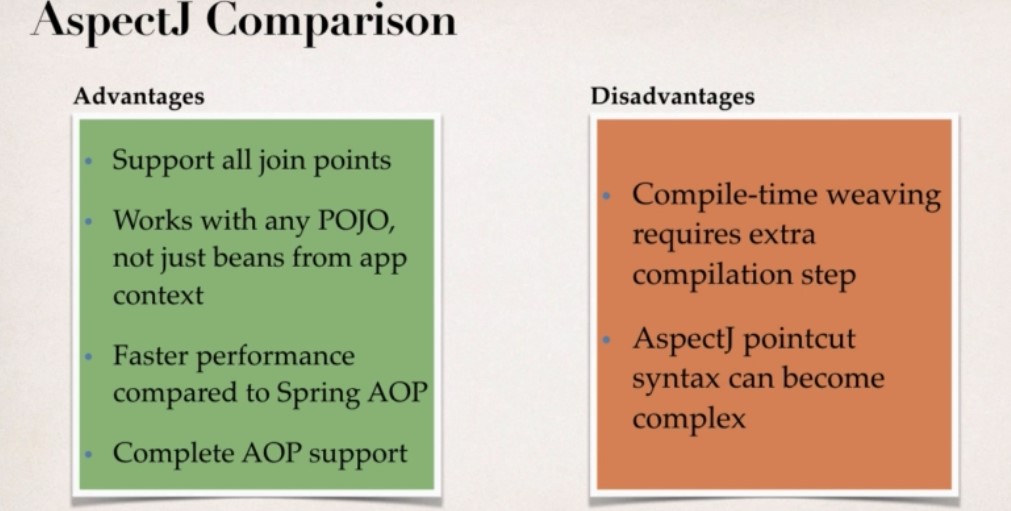 AspectJ Comparison
Advantages
• Support all join points
• Works with any POJO,
not just beans from app
context
• Faster performance
compared to Spring AOP
• Complete AOP support
Disadvantages
• Compile-time weaving
requires extra
compilation step
• AspectJ pointcut
syntax can become
complex